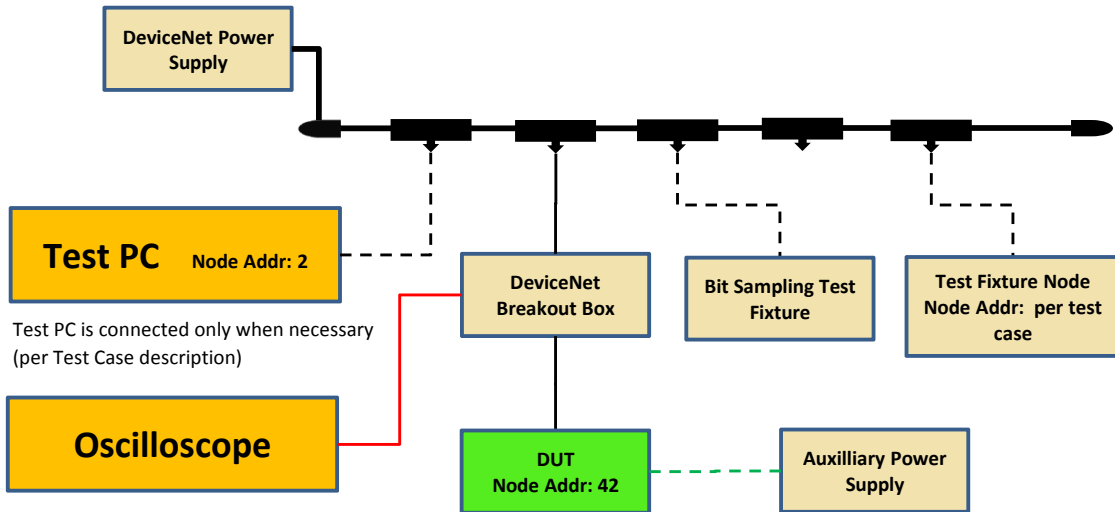 DeviceNet Power
Supply
Test PC Node Addr: 2
Test PC is connected only when necessary
(per Test Case description)
DeviceNet
Breakout Box
Bit Sampling Test
Fixture
Test Fixture Node
Node Addr: per test
case
Oscilloscope
DUT
Node Addr: 42
Auxilliary Power
Supply